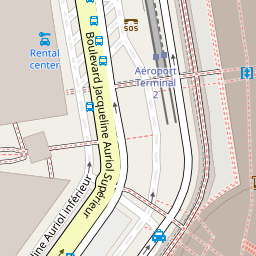 SOS
Rental
center
Aéroport
Terminal
2
Boulevard Jacqueline Auriol Supérieur
line Auriol Inférieur